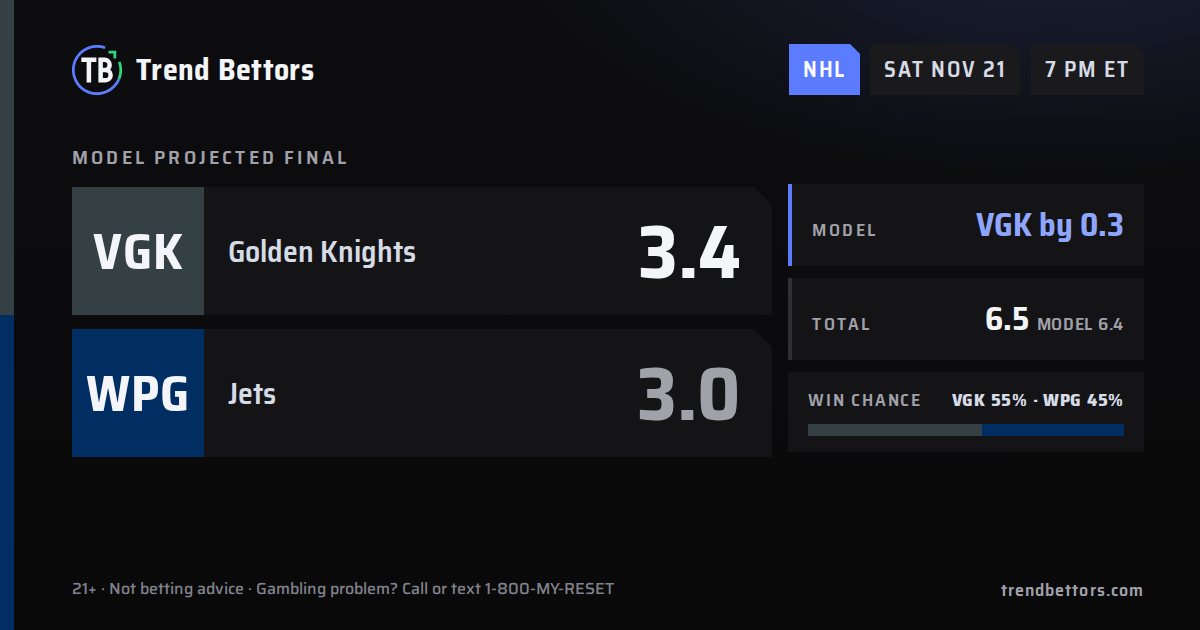 TB Trend Bettors
NHL SAT NOV 21 7 PM ET
MODEL PROJECTED FINAL
VGK Golden Knights 3.4
WPG Jets 3.0
MODEL VGK by 0.3
TOTAL 6.5 MODEL 6.4
WIN CHANCE VGK 55% · WPG 45%
21+ · Not betting advice · Gambling problem? Call or text 1-800-MY-RESET
trendbettors.com